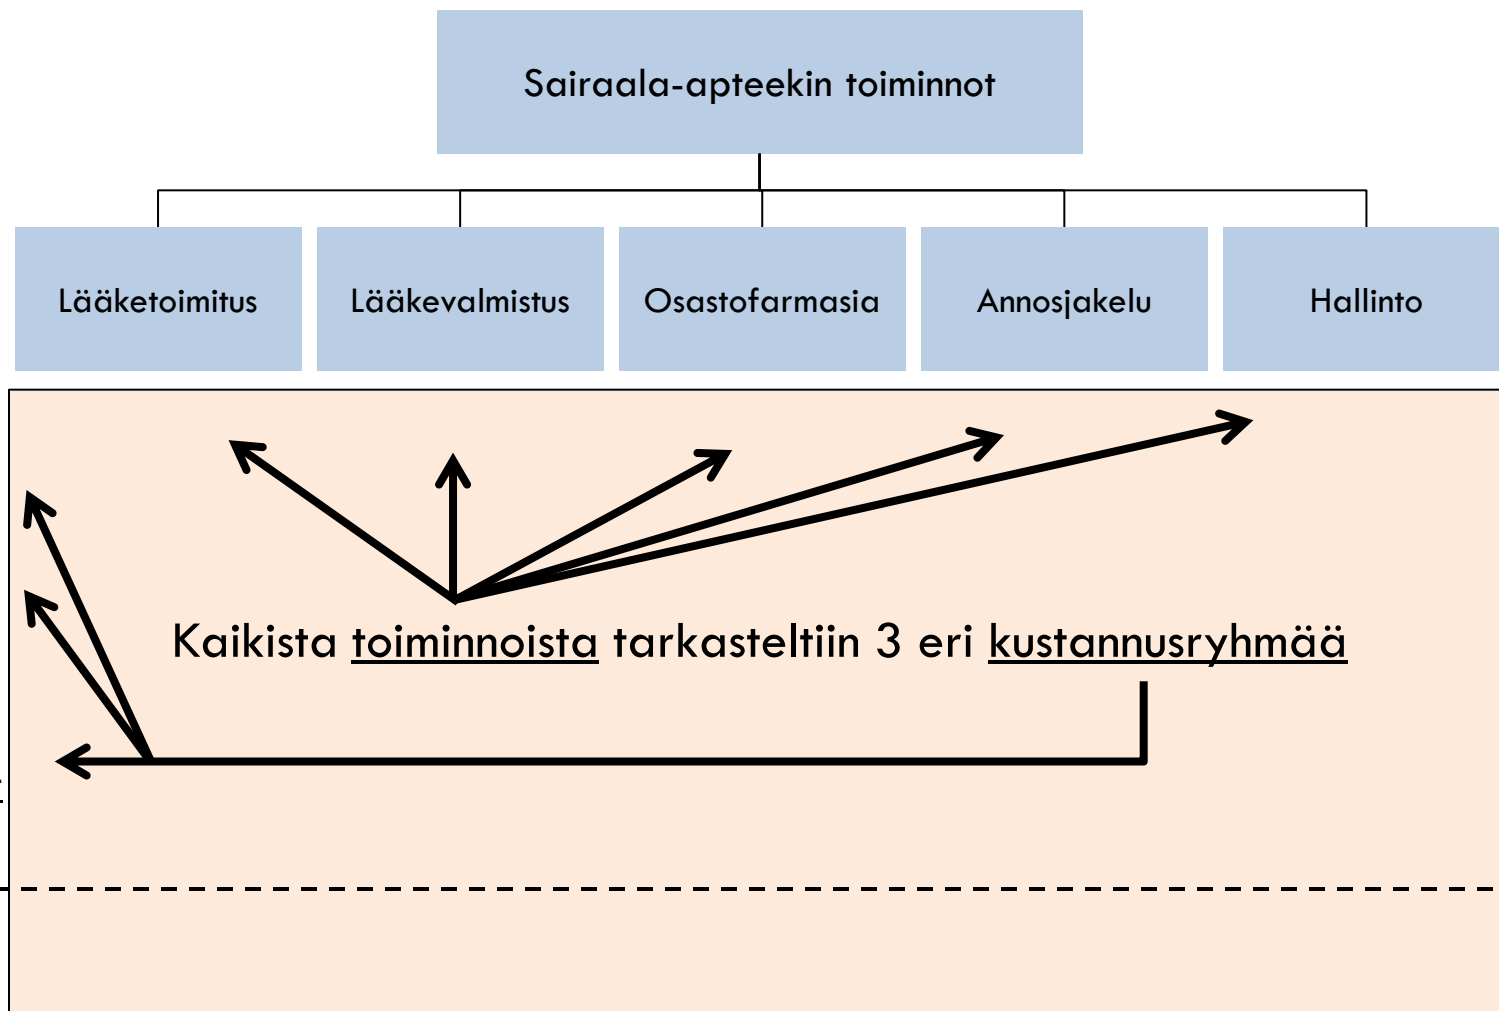 Sairaala-apteekin toiminnot
Lääketoimitus
Lääkevalmistus
Osastofarmasia
Annosjakelu
Hallinto
Kaikista toiminnoista tarkasteltiin 3 eri kustannusryhmää